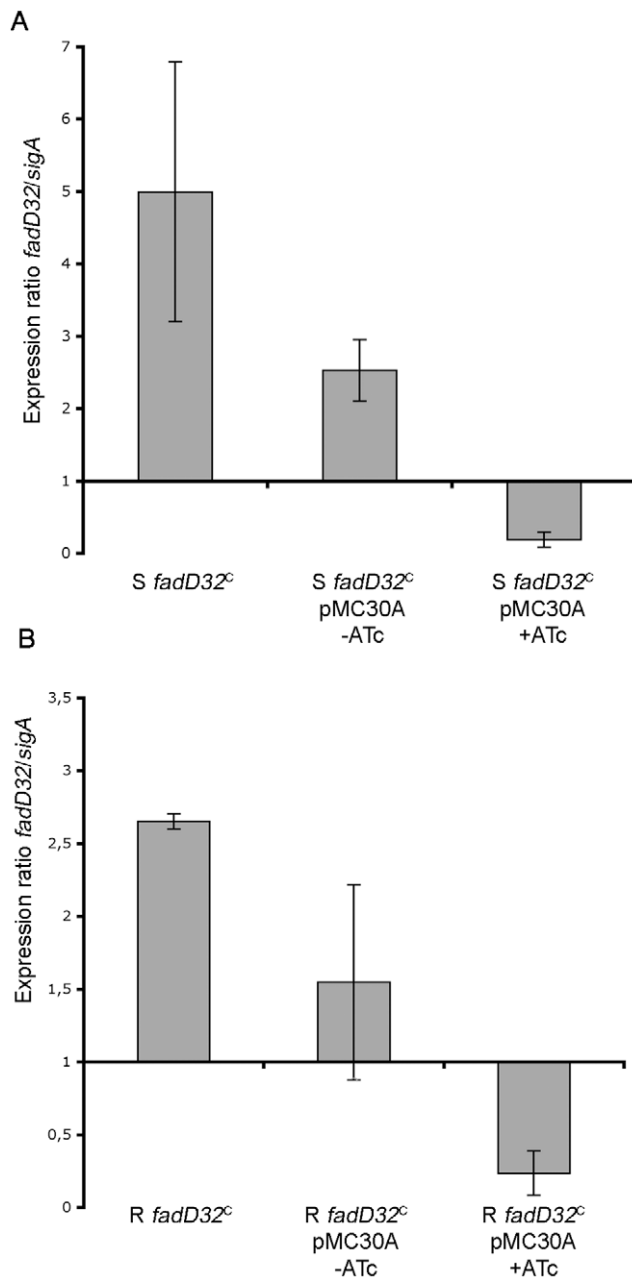 A
Expression ratio fadD32/sigA
7
6
5
4
3
2
1
0
S fadD32ᶜ
S fadD32ᶜ
pMC30A
-ATc
S fadD32ᶜ
pMC30A
+ATc
B
Expression ratio fadD32/sigA
3,5
3
2,5
2
1,5
1
0,5
0
R fadD32ᶜ
R fadD32ᶜ
pMC30A
-ATc
R fadD32ᶜ
pMC30A
+ATc